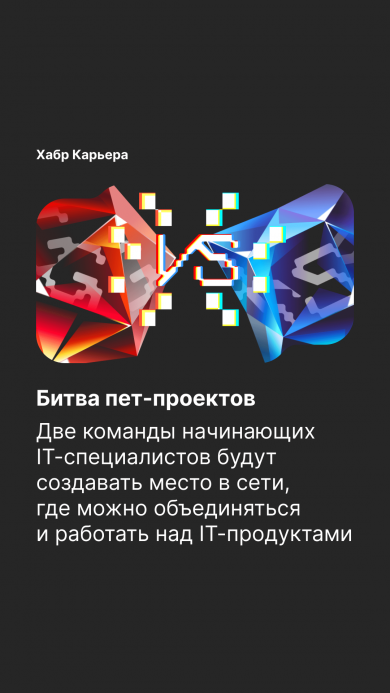 Хабр Карьера
VS
Битва пет-проектов
Две команды начинающих
IT-специалистов будут
создавать место в сети,
где можно объединяться
и работать над IT-продуктами